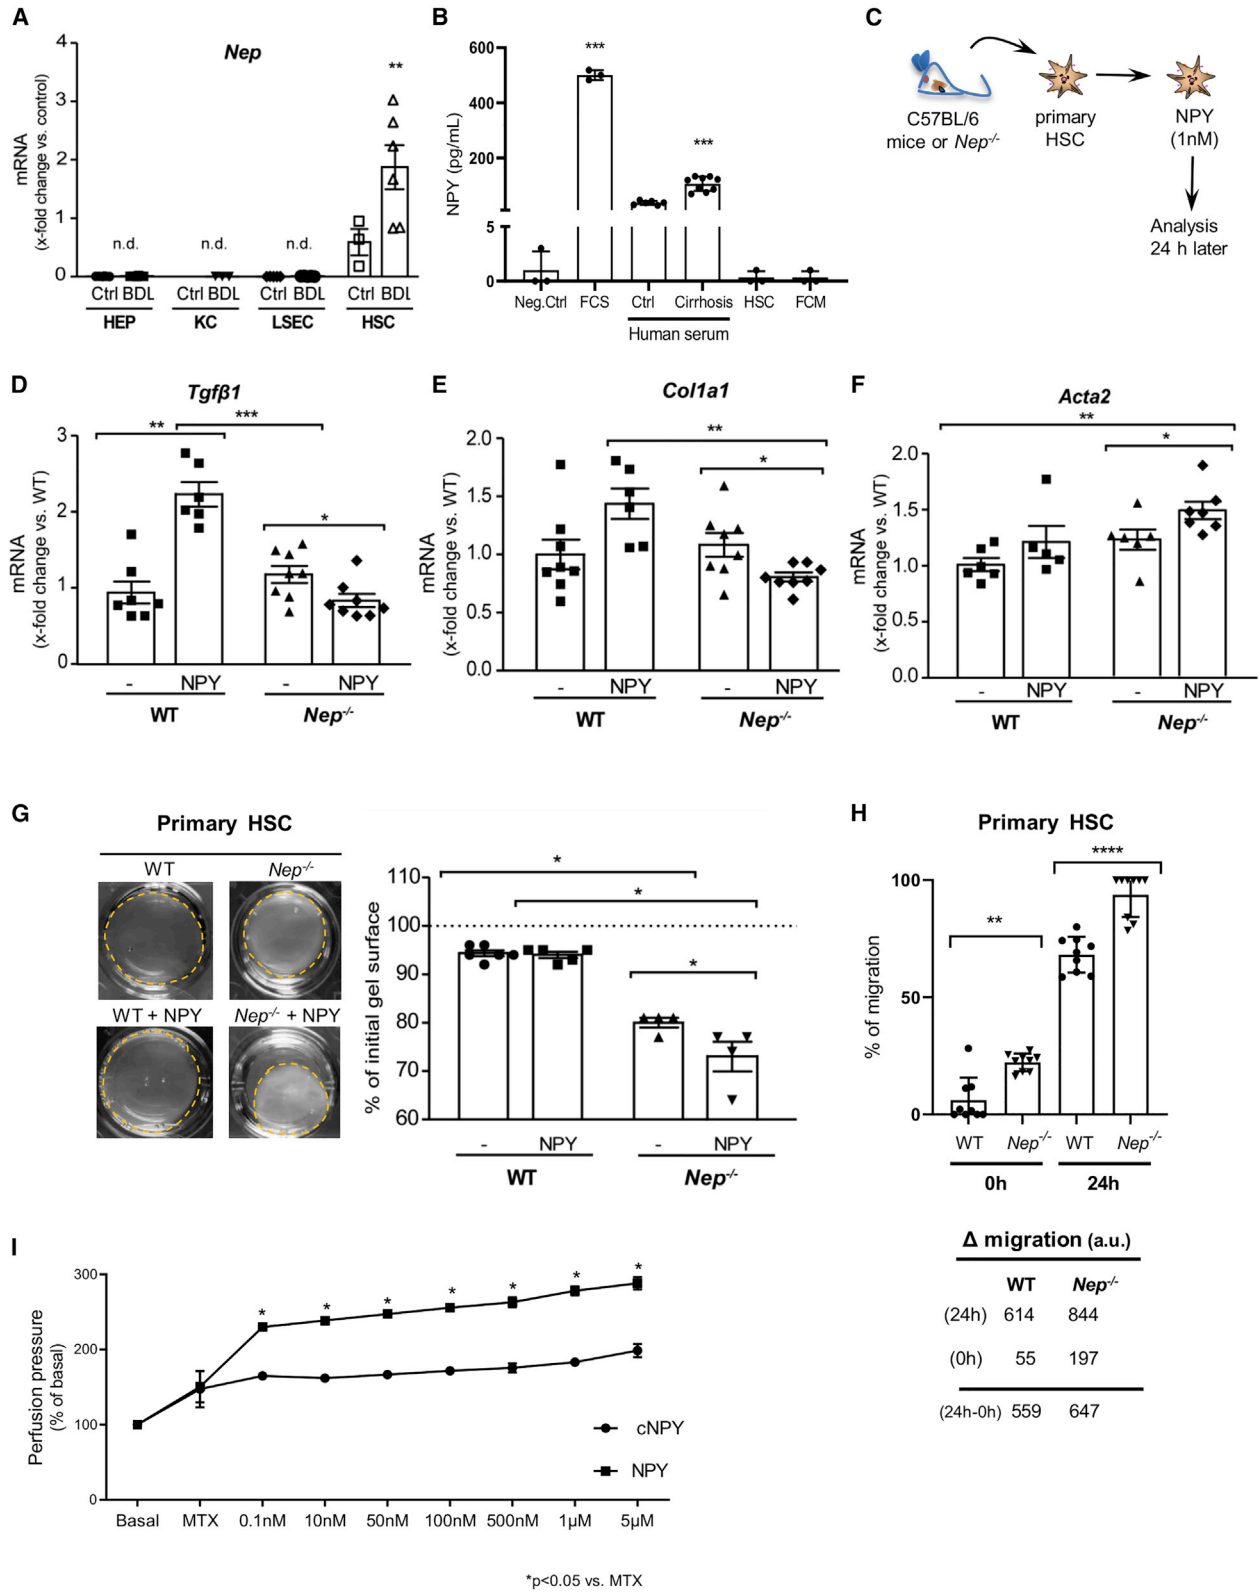 A
Nep
mRNA
(x-fold change vs. control)
4
3
2
1
0
**
n.d.
n.d.
n.d.
Ctrl BDL
Ctrl BDL
Ctrl BDL
Ctrl BDL
HEP
KC
LSEC
HSC
B
NPY (pg/mL)
600
400
200
5
0
***
***
Neg.Ctrl
FCS
Ctrl
Cirrhosis
HSC
FCM
Human serum
C
C57BL/6
mice or Nep-/-
primary
HSC
NPY
(1nM)
Analysis
24 h later
D
Tgfβ1
mRNA
(x-fold change vs. WT)
3
2
1
0
**
***
*
-
NPY
-
NPY
WT
Nep-/-
E
Col1a1
mRNA
(x-fold change vs. WT)
2.0
1.5
1.0
0.5
0.0
**
*
-
NPY
-
NPY
WT
Nep-/-
F
Acta2
mRNA
(x-fold change vs. WT)
2.0
1.5
1.0
0.5
0.0
**
*
-
NPY
-
NPY
WT
Nep-/-
G
Primary HSC
WT
Nep-/-
WT + NPY
Nep-/- + NPY
% of initial gel surface
110
100
90
80
70
60
*
*
*
-
NPY
-
NPY
WT
Nep-/-
H
Primary HSC
% of migration
100
50
0
**
****
WT
Nep-/-
WT
Nep-/-
0h
24h
Δ migration (a.u.)
WT Nep-/-
(24h) 614 844
(0h) 55 197
(24h-0h) 559 647
I
Perfusion pressure
(% of basal)
300
200
100
0
* * * * * * *
cNPY
NPY
Basal MTX 0.1nM 10nM 50nM 100nM 500nM 1µM 5µM
*p<0.05 vs. MTX